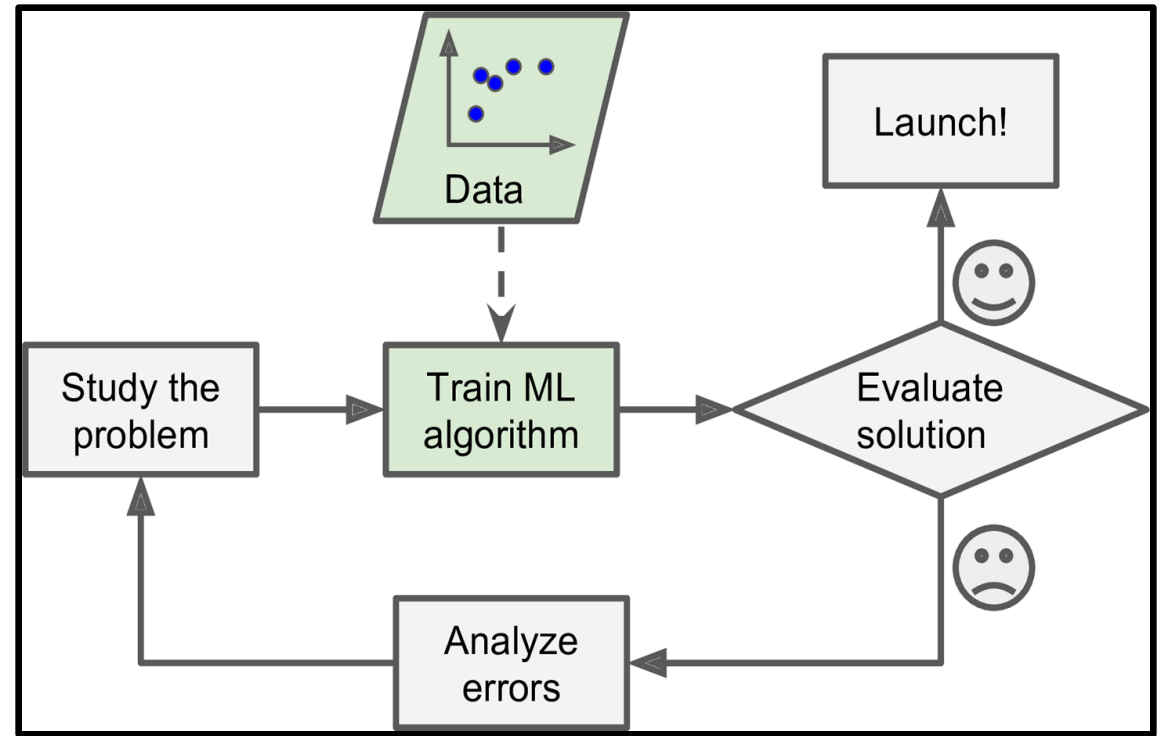 Data
Launch!
Study the
problem
Train ML
algorithm
Evaluate
solution
Analyze
errors